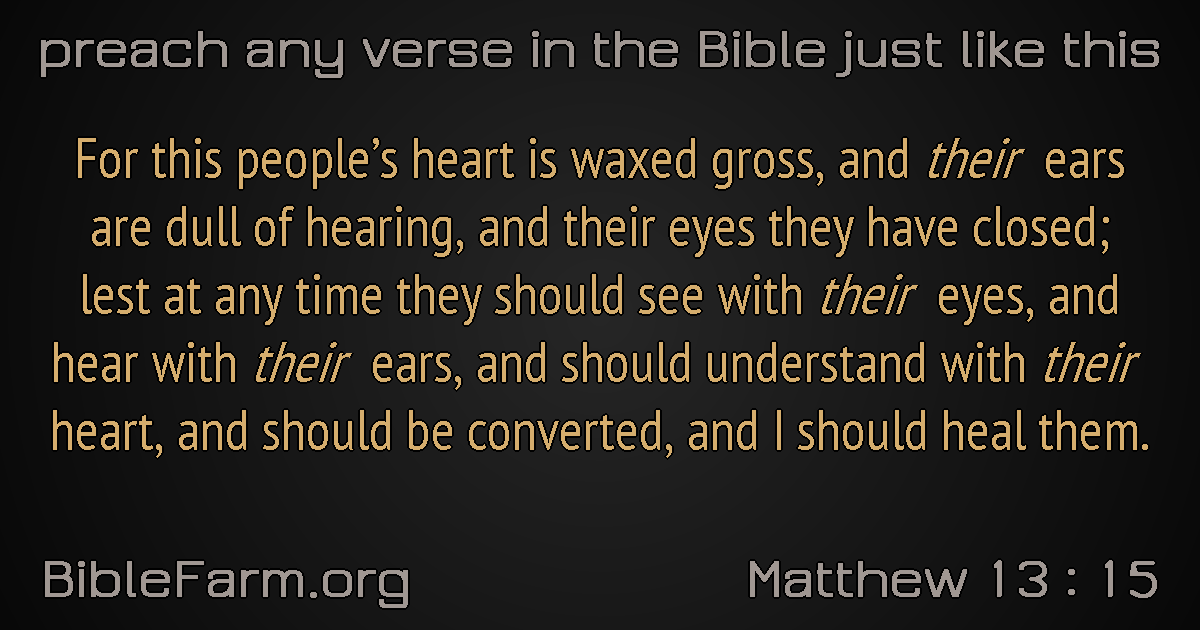 preach any verse in the Bible just like this
For this people’s heart is waxed gross, and their ears
are dull of hearing, and their eyes they have closed;
lest at any time they should see with their eyes, and
hear with their ears, and should understand with their
heart, and should be converted, and I should heal them.
BibleFarm.org
Matthew 13 : 15